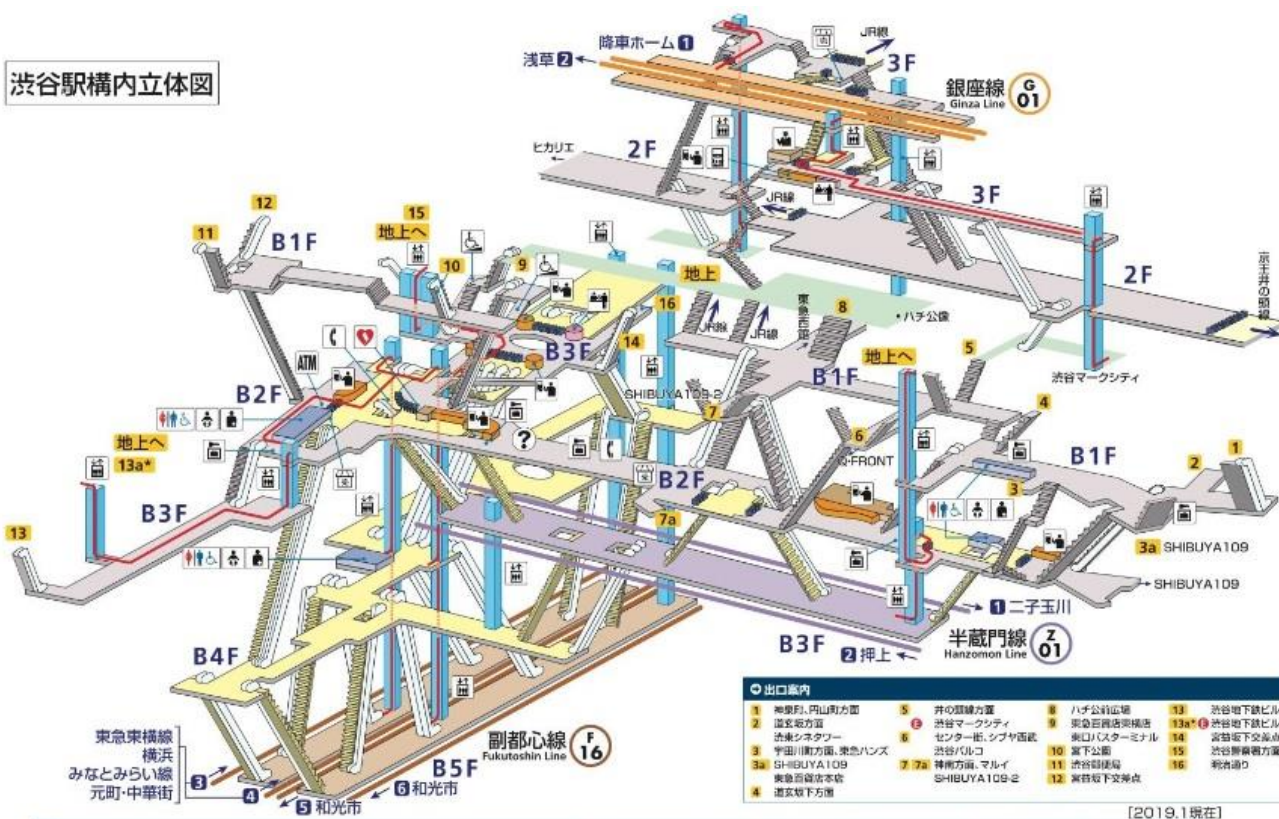 渋谷駅構内立体図
降車ホーム 1
浅草 2
JR線
3F
銀座線 G 01
Ginza Line
ヒカリエ
2F
JR線
3F
2F
京王井の頭線
12
11
B1F
15
地上へ
10
9
地上
16
JR線
JR線
東急百貨店
8
・ハチ公像
5
渋谷マークシティ
B3F
14
SHIBUYA109-2
B1F
地上へ
ATM
B2F
7
6
Q-FRONT
4
1
2
B1F
地上へ
13a*
?
B2F
3
B3F
7a
3a SHIBUYA109
13
SHIBUYA109
1 二子玉川
半蔵門線 Z 01
Hanzomon Line
B3F
2 押上
B4F
副都心線 F 16
Fukutoshin Line
B5F
東急東横線
横浜
みなとみらい線
元町・中華街
3
4
5 和光市
6 和光市
出口案内
1 神泉町、円山町方面
2 道玄坂方面
渋東シネタワー
3 宇田川町方面、東急ハンズ
3a SHIBUYA109
東急百貨店本店
4 道玄坂下方面
5 井の頭線方面
E 渋谷マークシティ
6 センター街、シブヤ西武
渋谷パルコ
7 7a 神南方面、マルイ
SHIBUYA109-2
8 ハチ公前広場
9 東急百貨店東横店
東口バスターミナル
10 宮下公園
11 渋谷郵便局
12 宮益坂下交差点
13 渋谷地下鉄ビル
13a* E 渋谷地下鉄ビル
14 宮益坂下交差点
15 渋谷警察署方面
16 明治通り
[2019.1現在]